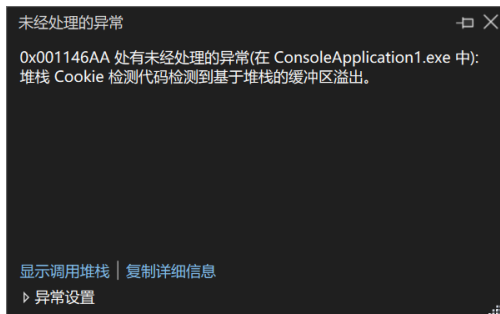 未经处理的异常
0x001146AA 处有未经处理的异常(在 ConsoleApplication1.exe 中):
堆栈 Cookie 检测代码检测到基于堆栈的缓冲区溢出。
显示调用堆栈 | 复制详细信息
异常设置